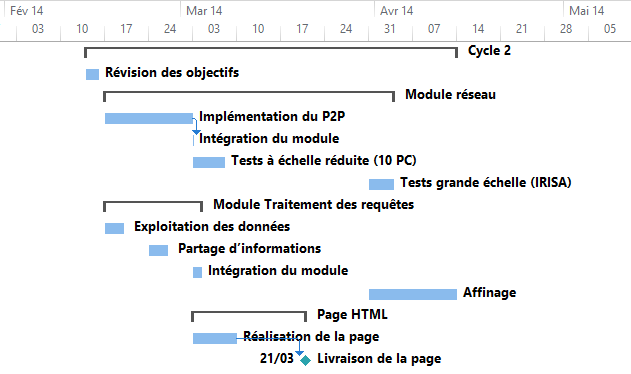 Fév 14 Mar 14 Avr 14 Mai 14
03 10 17 24 03 10 17 24 31 07 14 21 28 05
Cycle 2
Révision des objectifs
Module réseau
Implémentation du P2P
Intégration du module
Tests à échelle réduite (10 PC)
Tests grande échelle (IRISA)
Module Traitement des requêtes
Exploitation des données
Partage d’informations
Intégration du module
Affinage
Page HTML
Réalisation de la page
21/03 Livraison de la page